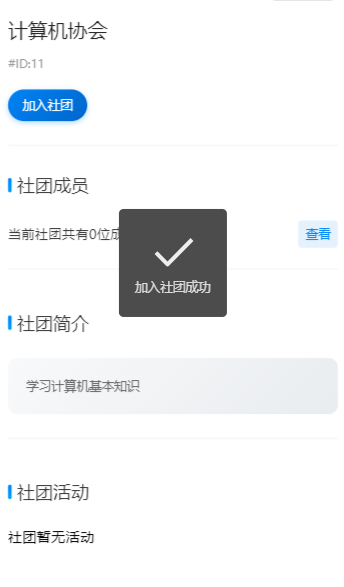 计算机协会
#ID:11
加入社团
社团成员
当前社团共有0位成
查看
加入社团成功
社团简介
学习计算机基本知识
社团活动
社团暂无活动